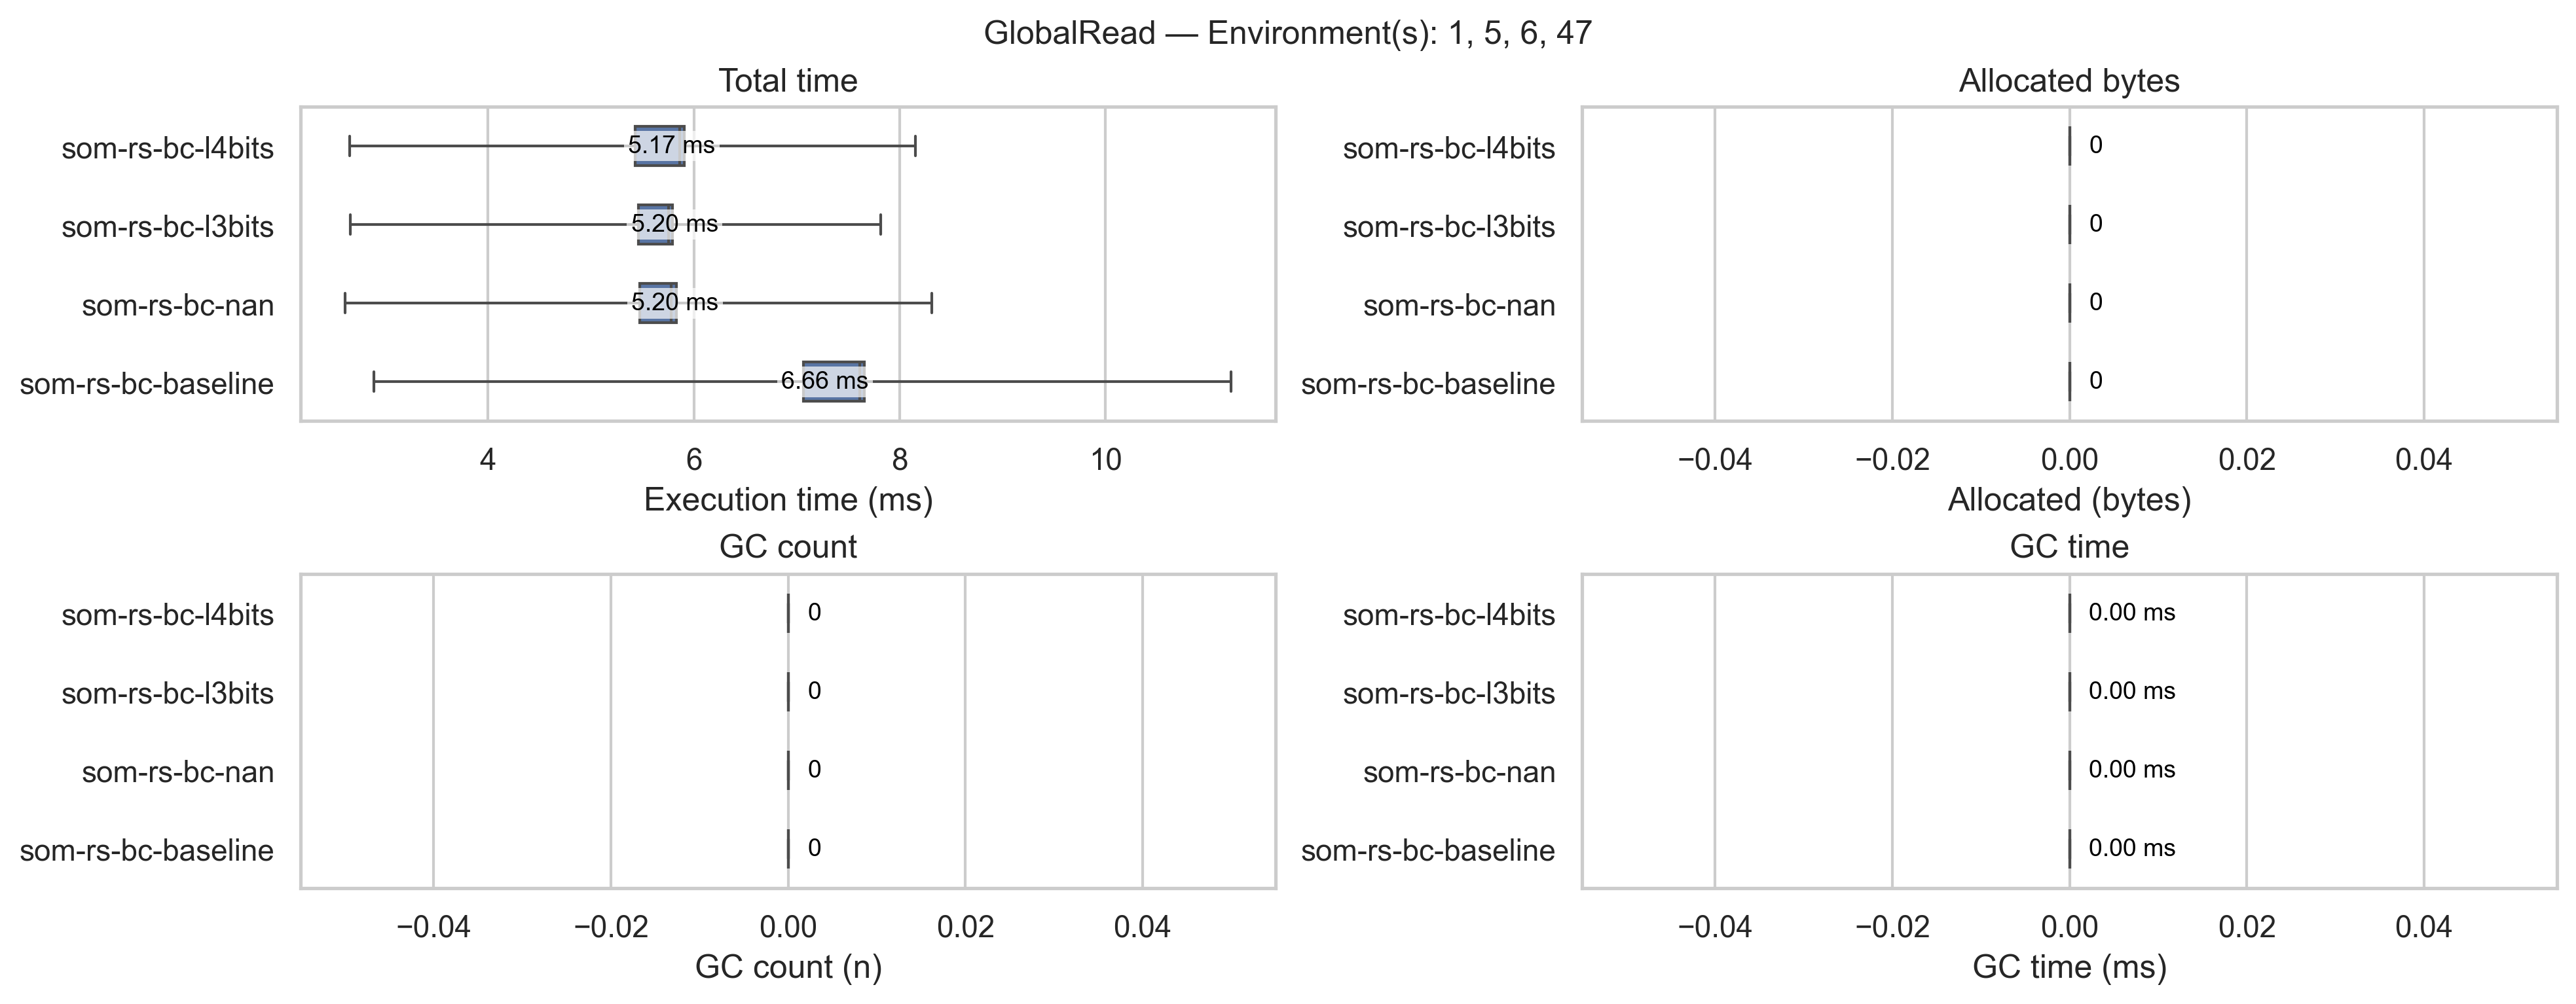 GlobalRead — Environment(s): 1, 5, 6, 47
Total time
som-rs-bc-l4bits
5.17 ms
som-rs-bc-l3bits
5.20 ms
som-rs-bc-nan
5.20 ms
som-rs-bc-baseline
6.66 ms
4 6 8 10
Execution time (ms)
Allocated bytes
som-rs-bc-l4bits
0
som-rs-bc-l3bits
0
som-rs-bc-nan
0
som-rs-bc-baseline
0
−0.04 −0.02 0.00 0.02 0.04
Allocated (bytes)
GC count
som-rs-bc-l4bits
0
som-rs-bc-l3bits
0
som-rs-bc-nan
0
som-rs-bc-baseline
0
−0.04 −0.02 0.00 0.02 0.04
GC count (n)
GC time
som-rs-bc-l4bits
0.00 ms
som-rs-bc-l3bits
0.00 ms
som-rs-bc-nan
0.00 ms
som-rs-bc-baseline
0.00 ms
−0.04 −0.02 0.00 0.02 0.04
GC time (ms)